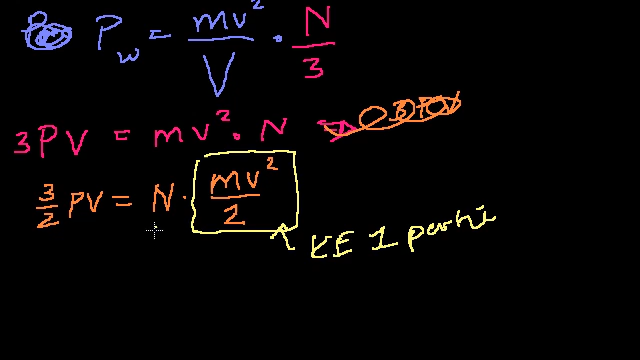 P_w = mv²/V · N/3
3PV = mv² · N
3/2 PV = N · mv²/2
KE 1 parti